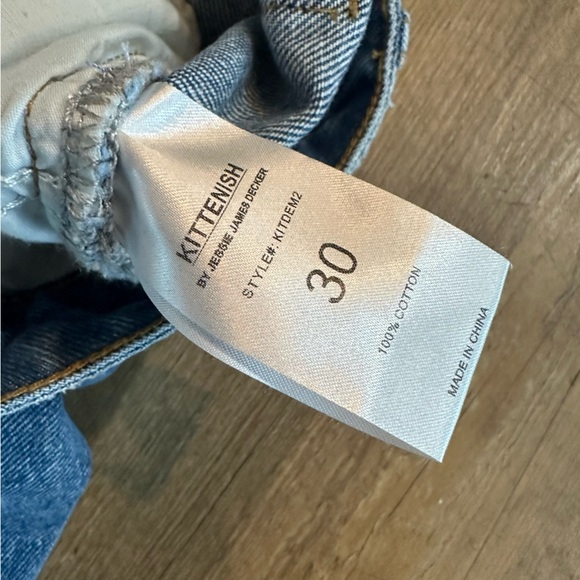 KITTENISH
BY JESSIE JAMES DECKER
STYLE#: KITDEM2
30
100% COTTON
MADE IN CHINA